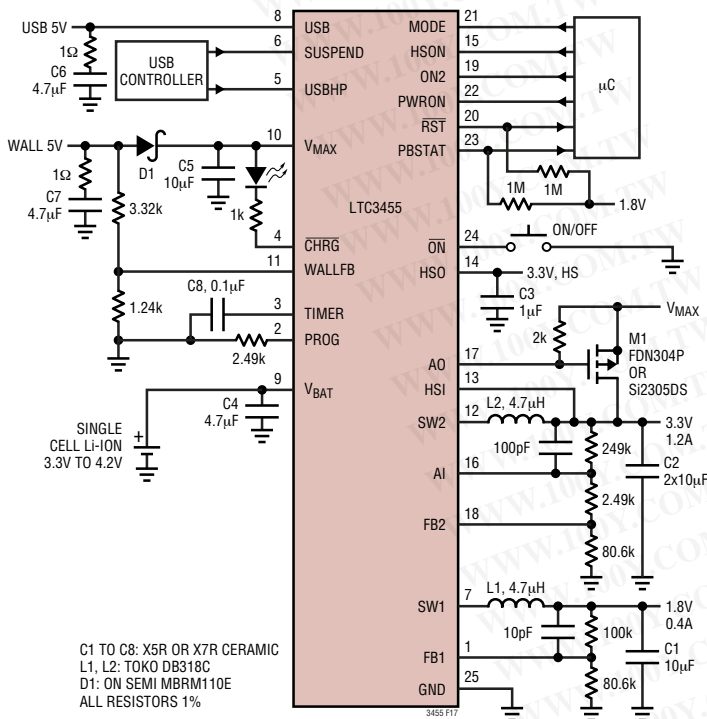 USB 5V
1Ω
C6
4.7µF
USB
CONTROLLER
8
6
5
USB
SUSPEND
USBHP
WALL 5V
1Ω
C7
4.7µF
3.32k
D1
C5
10µF
1k
1.24k
10
VMAX
4
CHRG
11
WALLFB
C8, 0.1µF
3
TIMER
2
PROG
2.49k
9
VBAT
C4
4.7µF
SINGLE
CELL Li-ION
3.3V TO 4.2V
+
LTC3455
MODE
21
HSON
15
ON2
19
PWRON
22
RST
20
PBSTAT
23
µC
1M
1M
1.8V
ON
24
ON/OFF
HSO
14
3.3V, HS
C3
1µF
VMAX
2k
M1
FDN304P
OR
Si2305DS
AO
17
HSI
13
SW2
12
L2, 4.7µH
3.3V
1.2A
100pF
249k
C2
2x10µF
AI
16
2.49k
FB2
18
80.6k
SW1
7
L1, 4.7µH
1.8V
0.4A
10pF
100k
C1
10µF
FB1
1
80.6k
GND
25
3455 F17
C1 TO C8: X5R OR X7R CERAMIC
L1, L2: TOKO DB318C
D1: ON SEMI MBRM110E
ALL RESISTORS 1%
WWW.100Y.COM.TW